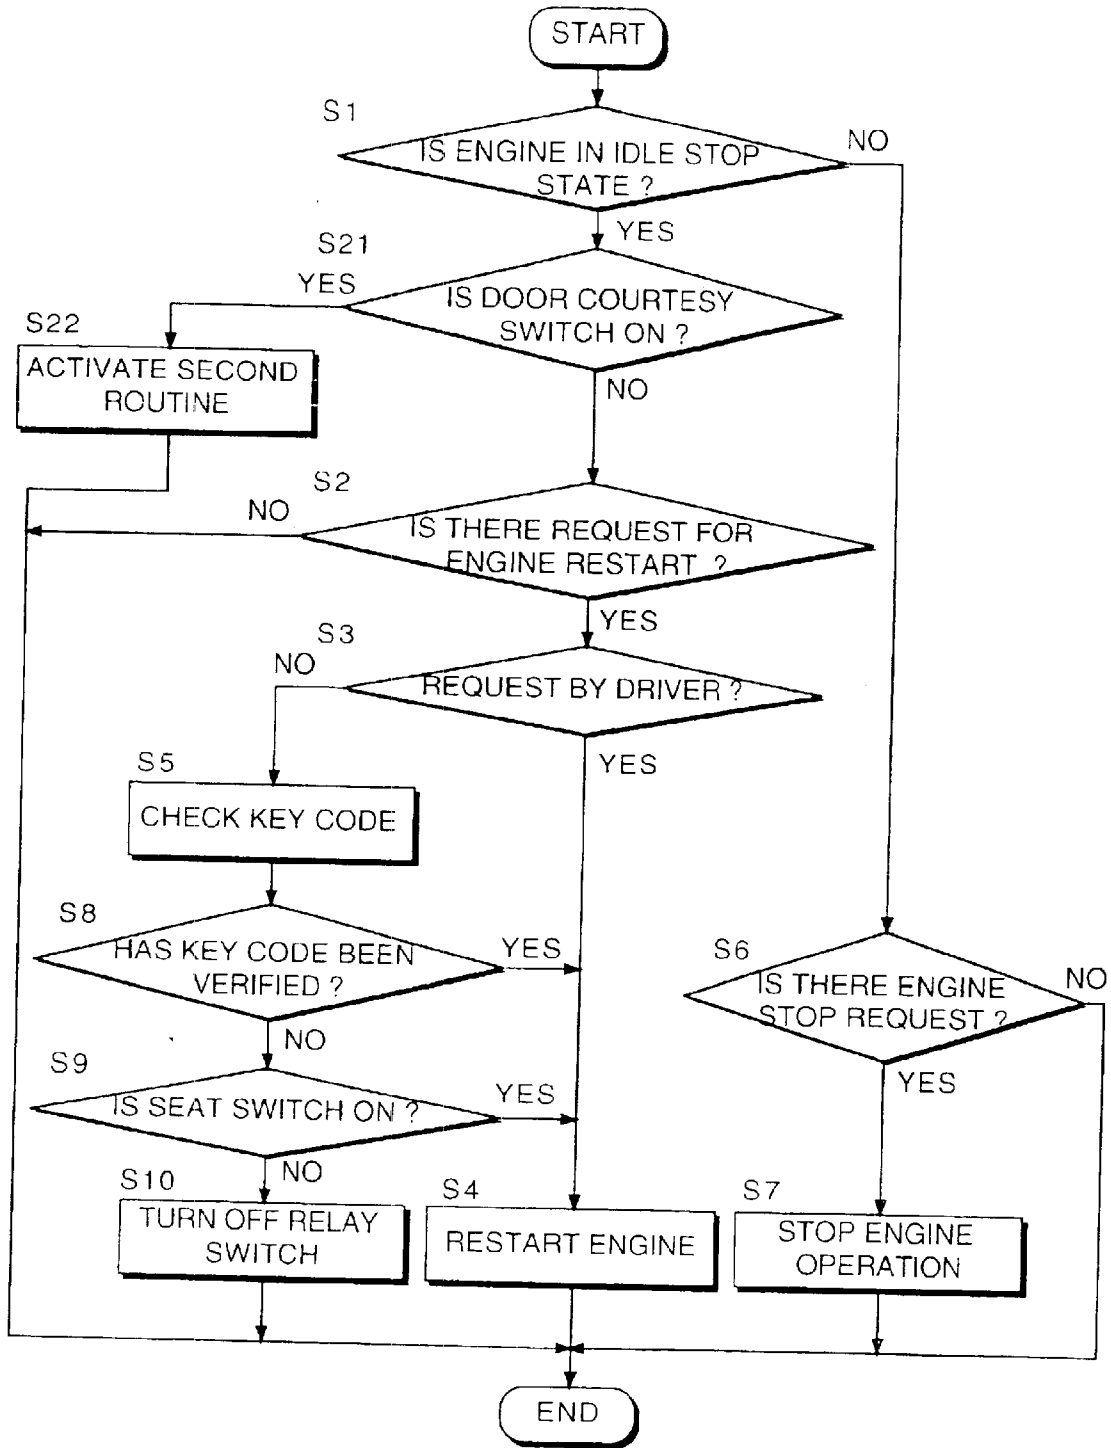 START
S1
IS ENGINE IN IDLE STOP
STATE ?
NO
YES
S21
YES
IS DOOR COURTESY
SWITCH ON ?
S22
ACTIVATE SECOND
ROUTINE
NO
S2
NO
IS THERE REQUEST FOR
ENGINE RESTART ?
YES
S3
NO
REQUEST BY DRIVER ?
YES
S5
CHECK KEY CODE
S8
HAS KEY CODE BEEN
VERIFIED ?
YES
NO
S6
IS THERE ENGINE
STOP REQUEST ?
NO
YES
S9
IS SEAT SWITCH ON ?
YES
NO
S10
TURN OFF RELAY
SWITCH
S4
RESTART ENGINE
S7
STOP ENGINE
OPERATION
END